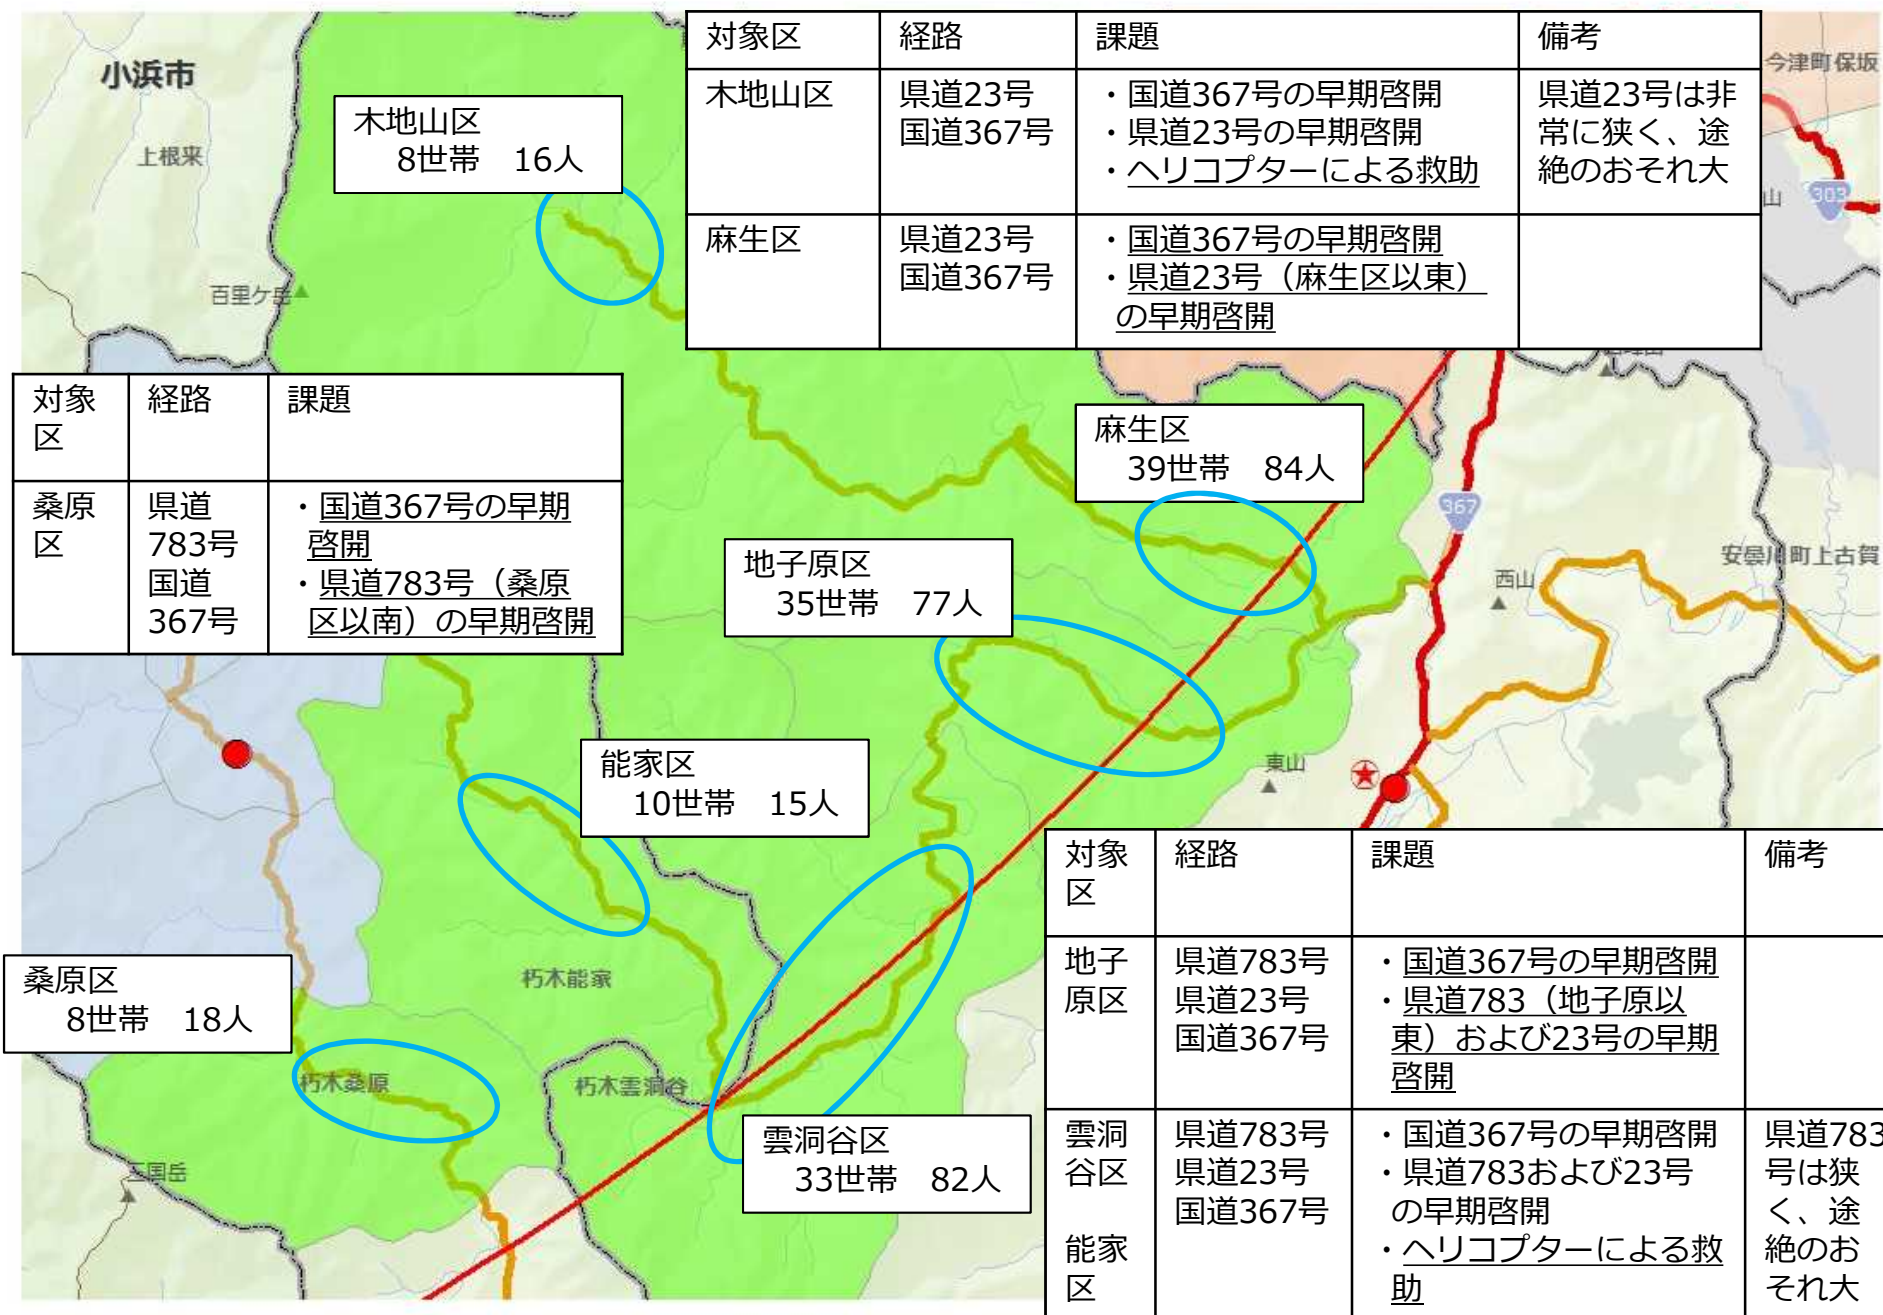 対象区 経路 課題 備考
木地山区 県道23号 ・国道367号の早期啓開 県道23号は非
国道367号 ・県道23号の早期啓開 常に狭く、途
・ヘリコプターによる救助 絶のおそれ大
麻生区 県道23号 ・国道367号の早期啓開
国道367号 ・県道23号（麻生区以東）
の早期啓開
小浜市
上根来
木地山区
8世帯 16人
百里ケ岳
今津町保坂
山
303
対象 経路 課題
区
桑原 県道 ・国道367号の早期
区 783号 啓開
国道 ・県道783号（桑原
367号 区以南）の早期啓開
麻生区
39世帯 84人
367
地子原区
35世帯 77人
西山
安曇川町上古賀
能家区
10世帯 15人
東山
朽木能家
桑原区
8世帯 18人
朽木桑原
朽木雲洞谷
三国岳
雲洞谷区
33世帯 82人
対象 経路 課題 備考
区
地子 県道783号 ・国道367号の早期啓開
原区 県道23号 ・県道783（地子原以
国道367号 東）および23号の早期
啓開
雲洞 県道783号 ・国道367号の早期啓開 県道783
谷区 県道23号 ・県道783および23号 号は狭
国道367号 の早期啓開 く、途
能家 ・ヘリコプターによる救 絶のお
区 助 それ大